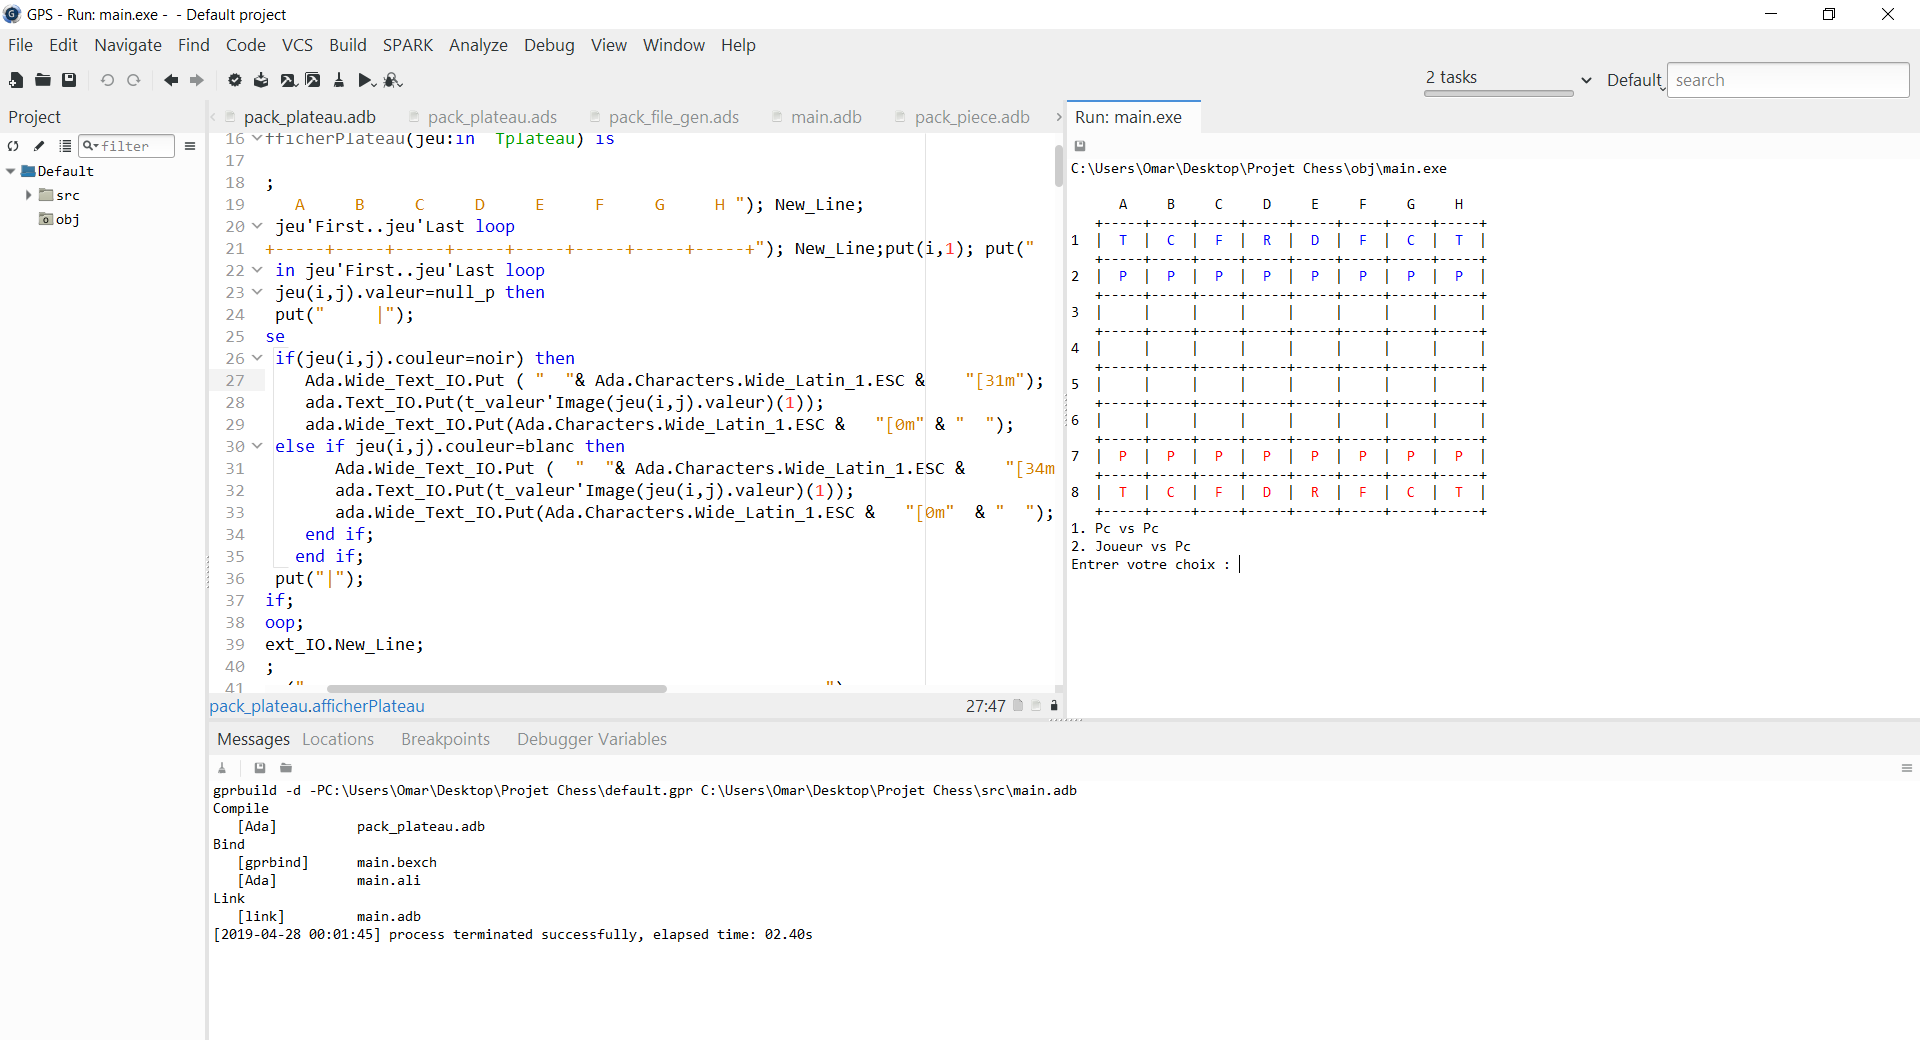 GPS - Run: main.exe - - Default project
File Edit Navigate Find Code VCS Build SPARK Analyze Debug View Window Help
2 tasks Default search
Project
filter
Default
src
obj
pack_plateau.adb pack_plateau.ads pack_file_gen.ads main.adb pack_piece.adb
16 fficherPlateau(jeu:in Tplateau) is
17
18 ;
19 A B C D E F G H "); New_Line;
20 jeu'First..jeu'Last loop
21 +-----+-----+-----+-----+-----+-----+-----+-----+"); New_Line;put(i,1); put("
22 in jeu'First..jeu'Last loop
23 jeu(i,j).valeur=null_p then
24 put("     |");
25 se
26 if(jeu(i,j).couleur=noir) then
27 Ada.Wide_Text_IO.Put ( "  "& Ada.Characters.Wide_Latin_1.ESC & "[31m");
28 ada.Text_IO.Put(t_valeur'Image(jeu(i,j).valeur)(1));
29 ada.Wide_Text_IO.Put(Ada.Characters.Wide_Latin_1.ESC & "[0m" & "  ");
30 else if jeu(i,j).couleur=blanc then
31 Ada.Wide_Text_IO.Put ( "  "& Ada.Characters.Wide_Latin_1.ESC & "[34m
32 ada.Text_IO.Put(t_valeur'Image(jeu(i,j).valeur)(1));
33 ada.Wide_Text_IO.Put(Ada.Characters.Wide_Latin_1.ESC & "[0m" & "  ");
34 end if;
35 end if;
36 put("|");
37 if;
38 oop;
39 ext_IO.New_Line;
40 ;
41
pack_plateau.afficherPlateau 27:47
Run: main.exe
C:\Users\Omar\Desktop\Projet Chess\obj\main.exe
A B C D E F G H
+-----+-----+-----+-----+-----+-----+-----+-----+
1 | T | C | F | R | D | F | C | T |
+-----+-----+-----+-----+-----+-----+-----+-----+
2 | P | P | P | P | P | P | P | P |
+-----+-----+-----+-----+-----+-----+-----+-----+
3 | | | | | | | | |
+-----+-----+-----+-----+-----+-----+-----+-----+
4 | | | | | | | | |
+-----+-----+-----+-----+-----+-----+-----+-----+
5 | | | | | | | | |
+-----+-----+-----+-----+-----+-----+-----+-----+
6 | | | | | | | | |
+-----+-----+-----+-----+-----+-----+-----+-----+
7 | P | P | P | P | P | P | P | P |
+-----+-----+-----+-----+-----+-----+-----+-----+
8 | T | C | F | D | R | F | C | T |
+-----+-----+-----+-----+-----+-----+-----+-----+
1. Pc vs Pc
2. Joueur vs Pc
Entrer votre choix :
Messages Locations Breakpoints Debugger Variables
gprbuild -d -PC:\Users\Omar\Desktop\Projet Chess\default.gpr C:\Users\Omar\Desktop\Projet Chess\src\main.adb
Compile
[Ada] pack_plateau.adb
Bind
[gprbind] main.bexch
[Ada] main.ali
Link
[link] main.adb
[2019-04-28 00:01:45] process terminated successfully, elapsed time: 02.40s